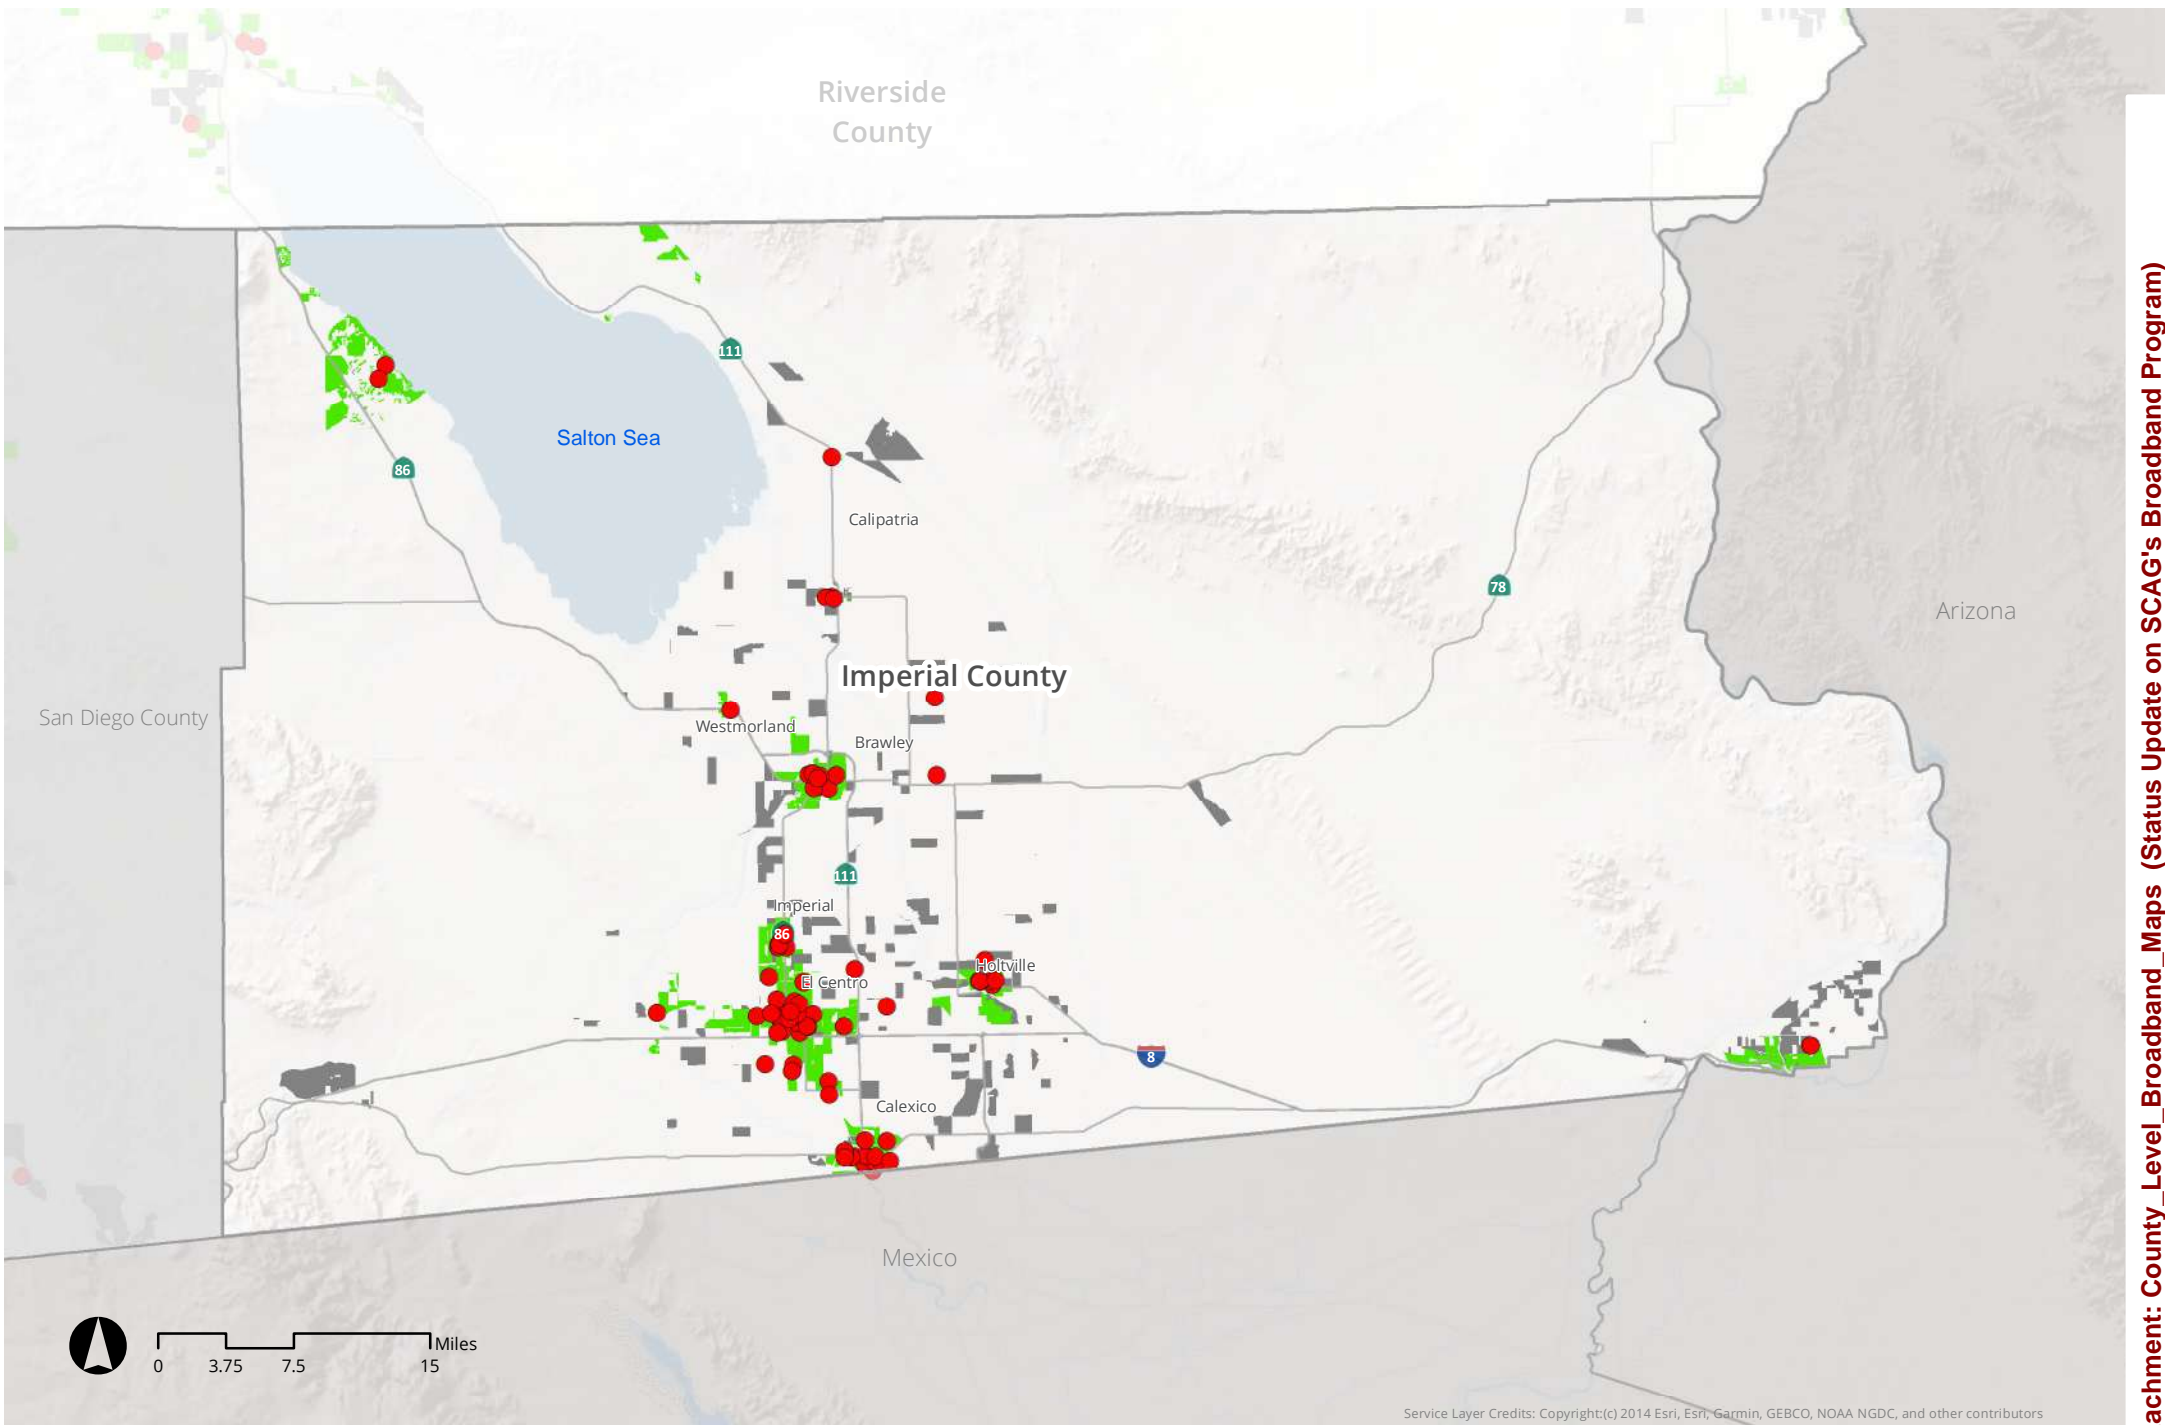 Riverside
County
111
Salton Sea
86
Calipatria
78
Arizona
Imperial County
San Diego County
Westmorland
Brawley
111
Imperial
86
Holtville
El Centro
8
Calexico
Mexico
Miles
0 3.75 7.5 15
Service Layer Credits: Copyright:(c) 2014 Esri, Esri, Garmin, GEBCO, NOAA NGDC, and other contributors
achment: County_Level_Broadband_Maps (Status Update on SCAG's Broadband Program)